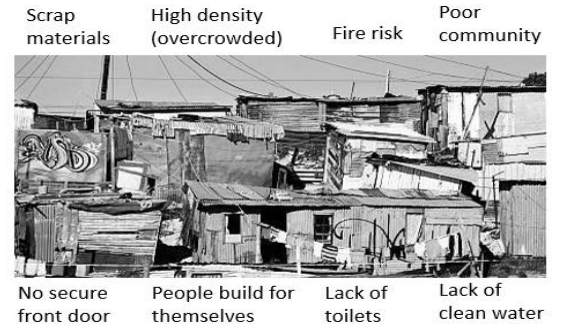 Scrap
materials
High density
(overcrowded)
Fire risk
Poor
community
No secure
front door
People build for
themselves
Lack of
toilets
Lack of
clean water